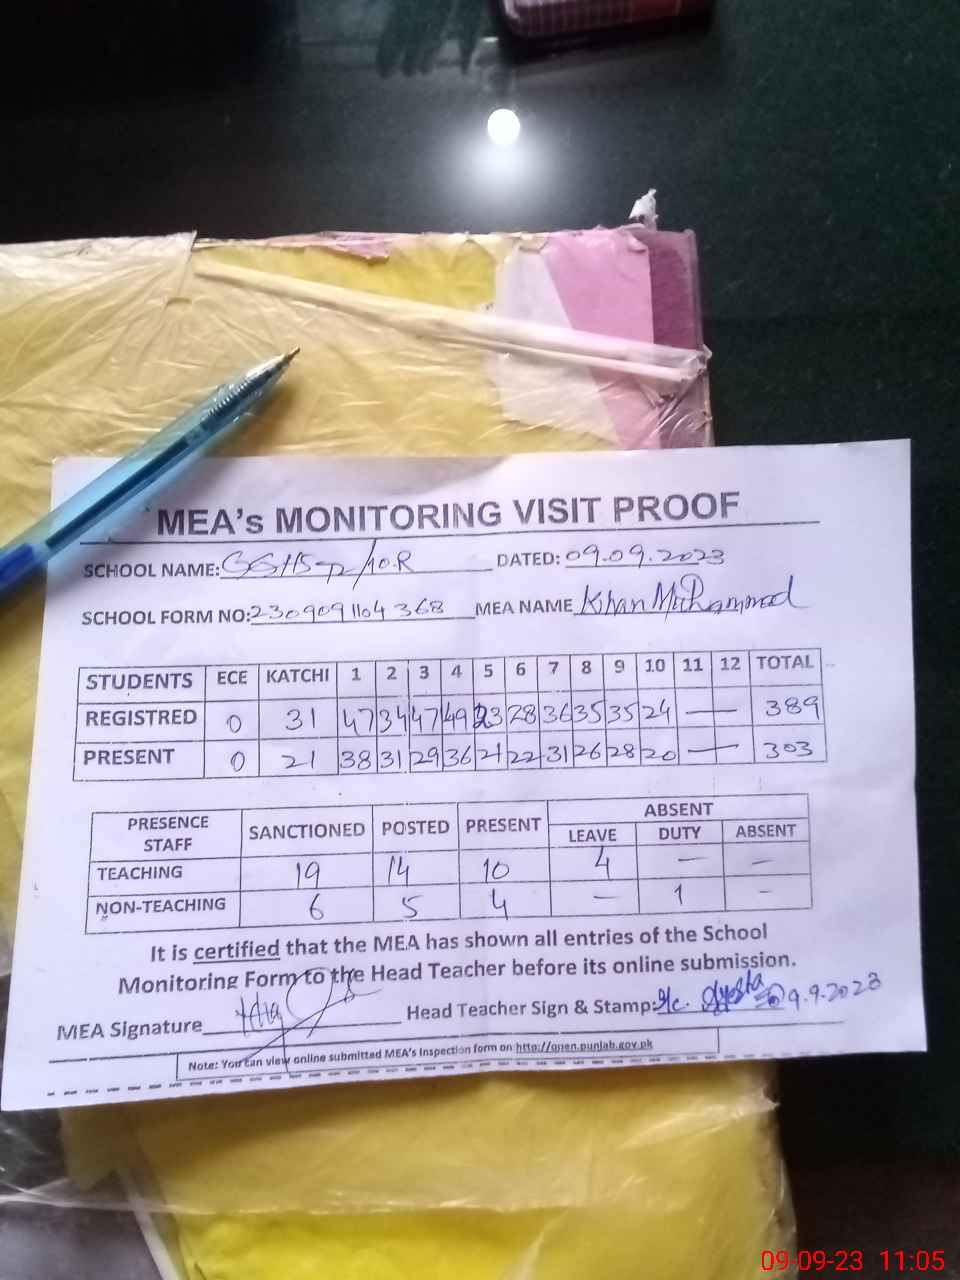 MEA's MONITORING VISIT PROOF
SCHOOL NAME: GGHS /10.R DATED: 09.09.2023
SCHOOL FORM NO: 2309091104368 MEA NAME Khan Muhammad
STUDENTS ECE KATCHI 1 2 3 4 5 6 7 8 9 10 11 12 TOTAL
REGISTRED 0 31 47 34 47 49 23 28 36 35 35 24 — 389
PRESENT 0 21 38 31 29 36 21 22 31 26 28 20 — 303
PRESENCE STAFF SANCTIONED POSTED PRESENT ABSENT
LEAVE DUTY ABSENT
TEACHING 19 14 10 4 — —
NON-TEACHING 6 5 4 — 1 —
It is certified that the MEA has shown all entries of the School
Monitoring Form to the Head Teacher before its online submission.
MEA Signature Head Teacher Sign & Stamp: 9.9.2023
Note: You can view online submitted MEA's Inspection form on http://open.punjab.gov.pk
09-09-23 11:05